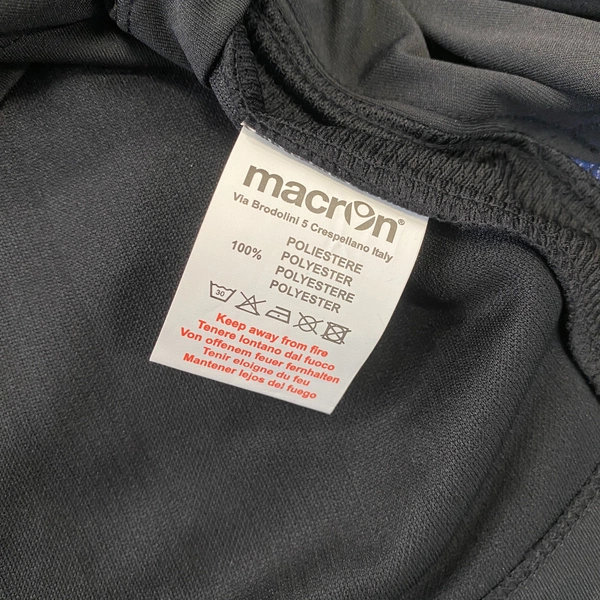 macron®
Via Brodolini 5 Crespellano Italy
100% POLIESTERE
POLYESTER
POLYESTERE
POLYESTER
30
Keep away from fire
Tenere lontano dal fuoco
Von offenem feuer fernhalten
Tenir eloigne du feu
Mantener lejos del fuego